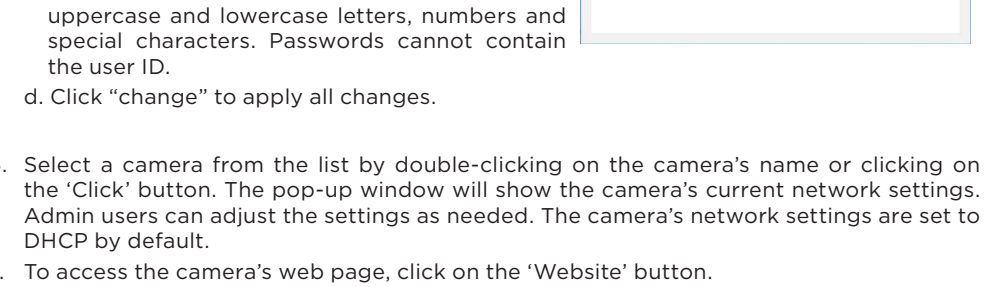 uppercase and lowercase letters, numbers and
special characters. Passwords cannot contain
the user ID.
d. Click “change” to apply all changes.
. Select a camera from the list by double-clicking on the camera’s name or clicking on
the ‘Click’ button. The pop-up window will show the camera’s current network settings.
Admin users can adjust the settings as needed. The camera’s network settings are set to
DHCP by default.
. To access the camera’s web page, click on the ‘Website’ button.